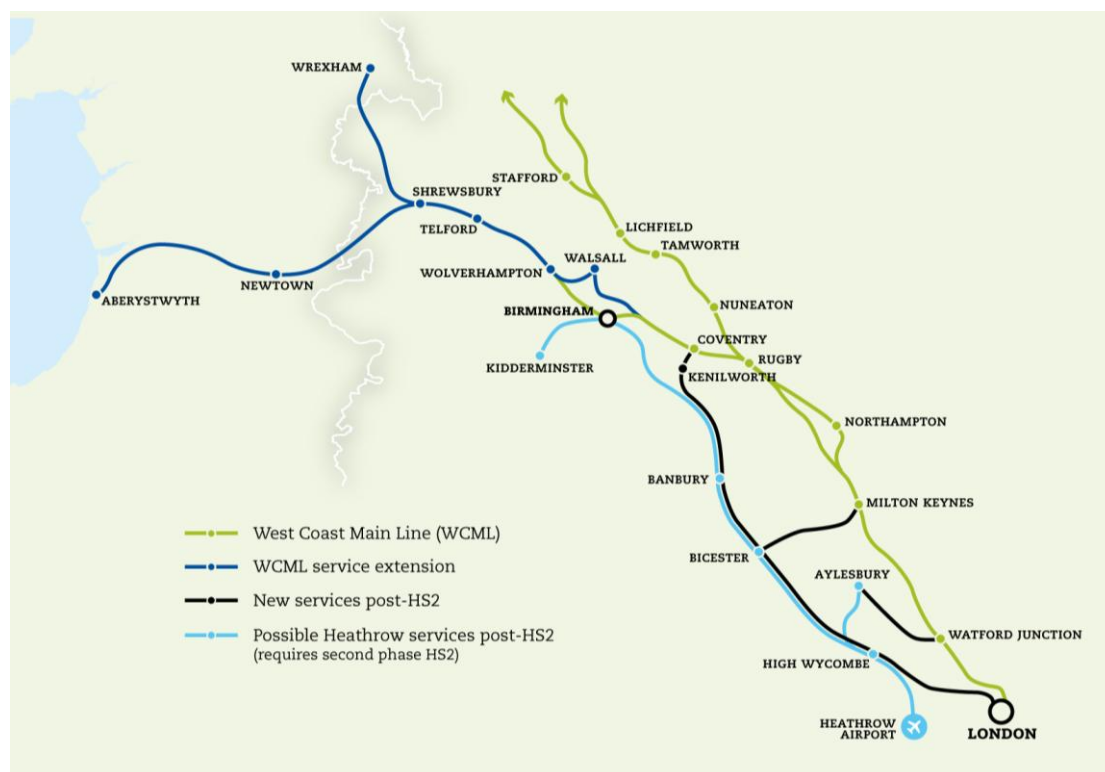 WREXHAM
STAFFORD
SHREWSBURY
TELFORD
LICHFIELD
TAMWORTH
WOLVERHAMPTON
WALSALL
NEWTOWN
ABERYSTWYTH
NUNEATON
BIRMINGHAM
COVENTRY
RUGBY
KIDDERMINSTER
KENILWORTH
NORTHAMPTON
BANBURY
MILTON KEYNES
BICESTER
AYLESBURY
WATFORD JUNCTION
HIGH WYCOMBE
HEATHROW
AIRPORT
LONDON
West Coast Main Line (WCML)
WCML service extension
New services post-HS2
Possible Heathrow services post-HS2
(requires second phase HS2)